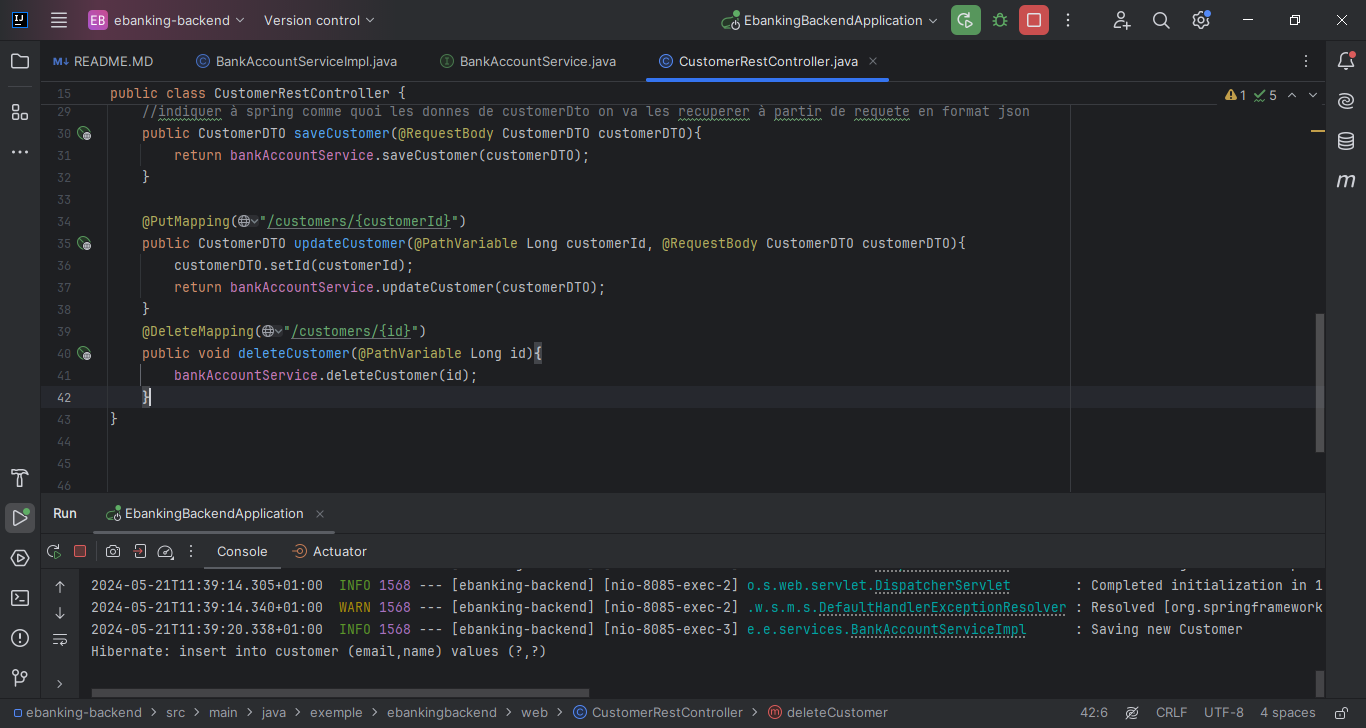 EB ebanking-backend Version control EbankingBackendApplication
M↓ README.MD BankAccountServiceImpl.java BankAccountService.java CustomerRestController.java
15 public class CustomerRestController {
1 5
29 //indiquer à spring comme quoi les donnes de customerDto on va les recuperer à partir de requete en format json
30 public CustomerDTO saveCustomer(@RequestBody CustomerDTO customerDTO){
31 return bankAccountService.saveCustomer(customerDTO);
32 }
33
34 @PutMapping("/customers/{customerId}")
35 public CustomerDTO updateCustomer(@PathVariable Long customerId, @RequestBody CustomerDTO customerDTO){
36 customerDTO.setId(customerId);
37 return bankAccountService.updateCustomer(customerDTO);
38 }
39 @DeleteMapping("/customers/{id}")
40 public void deleteCustomer(@PathVariable Long id){
41 bankAccountService.deleteCustomer(id);
42 }
43 }
44
45
46
Run EbankingBackendApplication
Console Actuator
2024-05-21T11:39:14.305+01:00 INFO 1568 --- [ebanking-backend] [nio-8085-exec-2] o.s.web.servlet.DispatcherServlet : Completed initialization in 1
2024-05-21T11:39:14.340+01:00 WARN 1568 --- [ebanking-backend] [nio-8085-exec-2] .w.s.m.s.DefaultHandlerExceptionResolver : Resolved [org.springframework
2024-05-21T11:39:20.338+01:00 INFO 1568 --- [ebanking-backend] [nio-8085-exec-3] e.e.services.BankAccountServiceImpl : Saving new Customer
Hibernate: insert into customer (email,name) values (?,?)
ebanking-backend > src > main > java > exemple > ebankingbackend > web > CustomerRestController > deleteCustomer 42:6 CRLF UTF-8 4 spaces